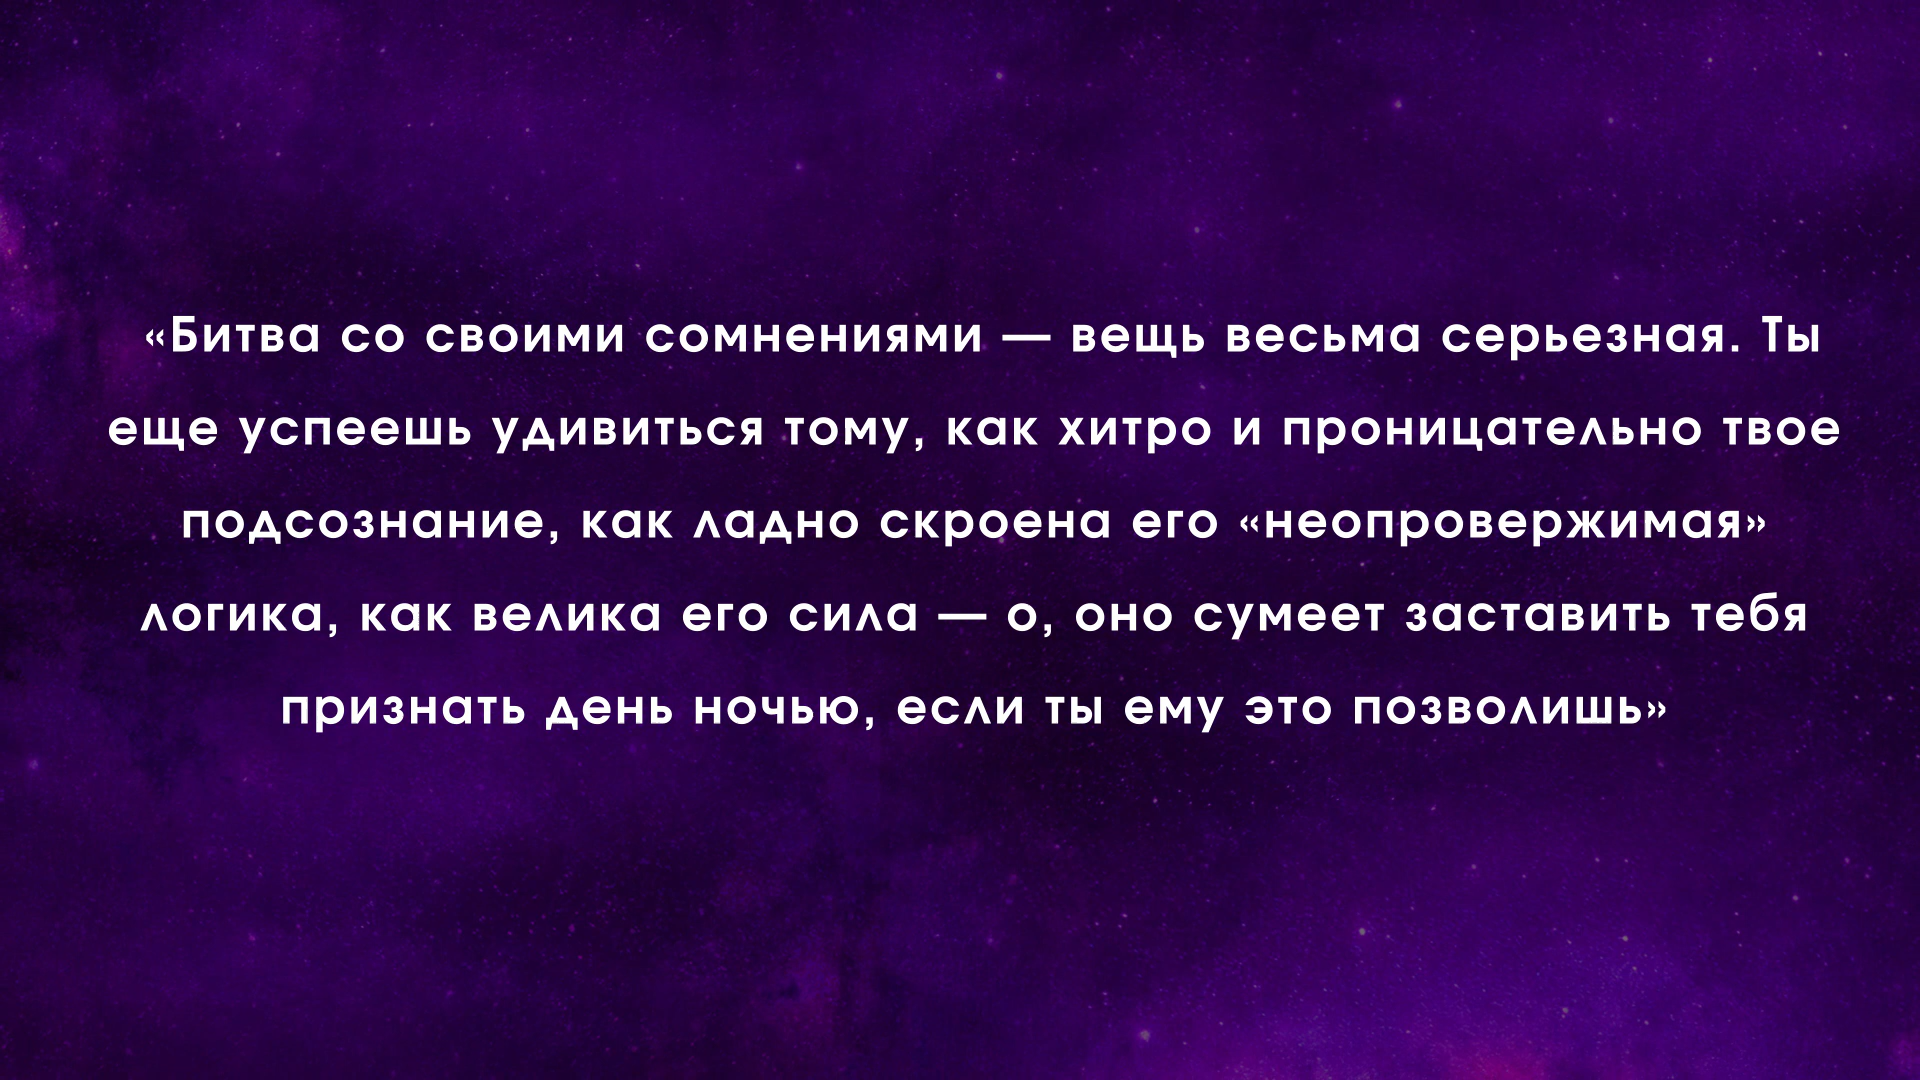 «Битва со своими сомнениями — вещь весьма серьезная. Ты
еще успеешь удивиться тому, как хитро и проницательно твое
подсознание, как ладно скроена его «неопровержимая»
логика, как велика его сила — о, оно сумеет заставить тебя
признать день ночью, если ты ему это позволишь»